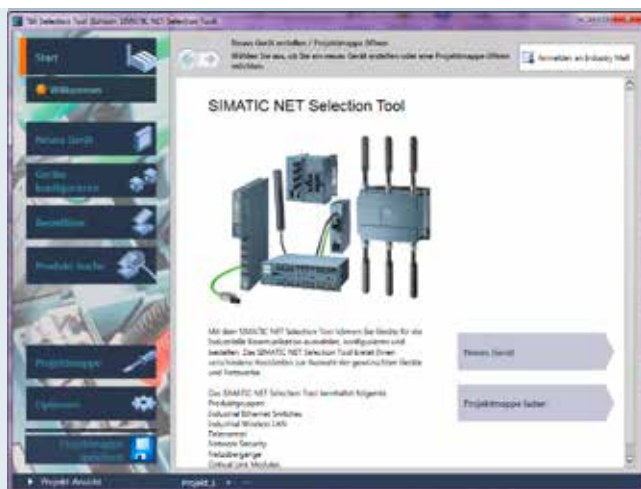 TIA Selection Tool (Edition: SIMATIC NET Selection Tool)
Start
Willkommen
Neues Gerät
Geräte
konfigurieren
Bestellliste
Produkt Suche
Projektmappe
Optionen
Projektmappe
speichern
Projekt Ansicht
Neues Gerät erstellen / Projektmappe öffnen
Wählen Sie aus, ob Sie ein neues Gerät erstellen oder eine Projektmappe öffnen
möchten.
Anmelden an Industry Mall
SIMATIC NET Selection Tool
Mit dem SIMATIC NET Selection Tool können Sie Geräte für die
Industrielle Kommunikation auswählen, konfigurieren und
bestellen. Das SIMATIC NET Selection Tool bietet Ihnen
verschiedene Assistenten zur Auswahl der gewünschten Geräte
und Netzwerke.
Das SIMATIC NET Selection Tool beinhaltet folgende
Produktgruppen:
Industrial Ethernet Switches
Industrial Wireless LAN
Telecontrol
Network Security
Netzübergänge
Optical Link Modules,
Neues Gerät
Projektmappe laden
Projekt_1